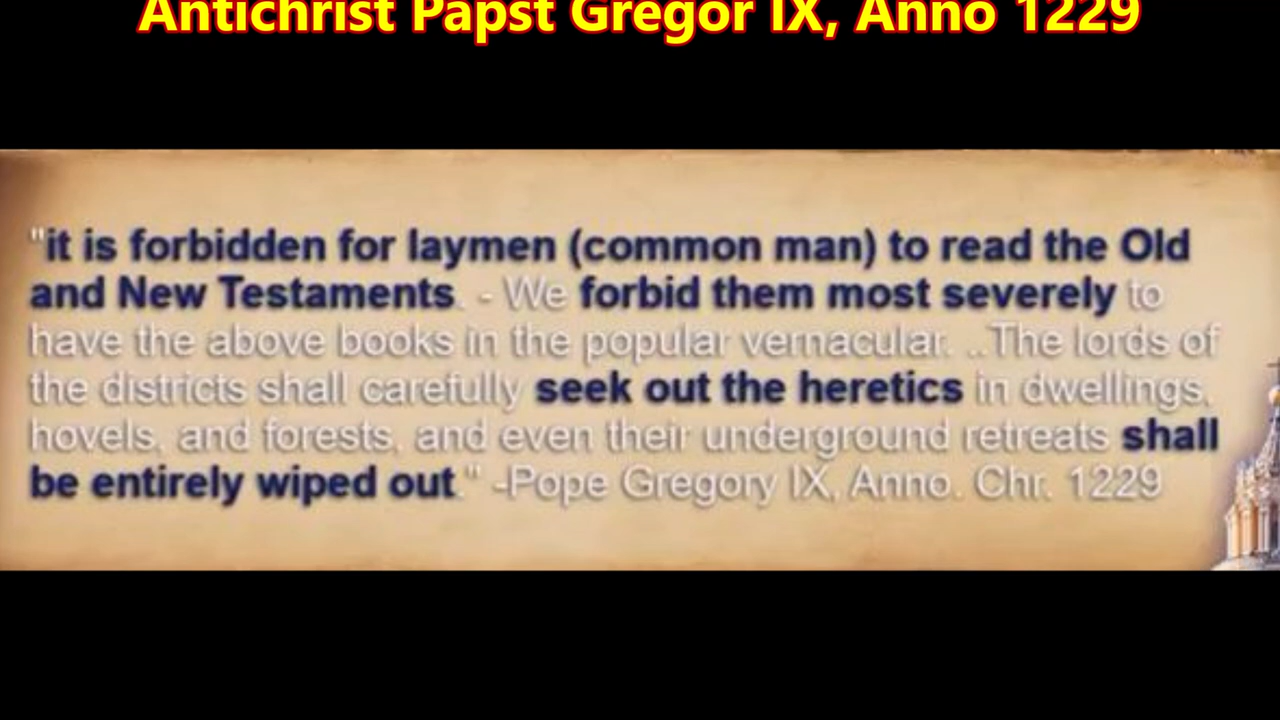 Antichrist Papst Gregor IX, Anno 1229
"it is forbidden for laymen (common man) to read the Old
and New Testaments. - We forbid them most severely to
have the above books in the popular vernacular. ..The lords of
the districts shall carefully seek out the heretics in dwellings,
hovels, and forests, and even their underground retreats shall
be entirely wiped out." -Pope Gregory IX, Anno. Chr. 1229